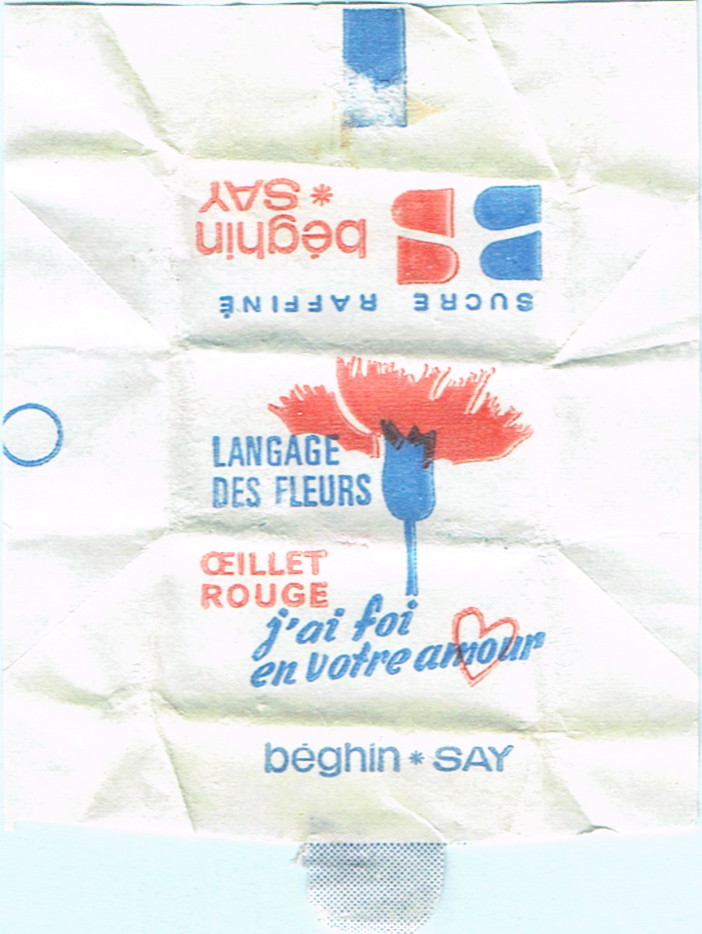 SUCRE RAFFINÉ
béghin
* SAY
LANGAGE
DES FLEURS
ŒILLET
ROUGE
j'ai foi
en votre amour
béghin * SAY